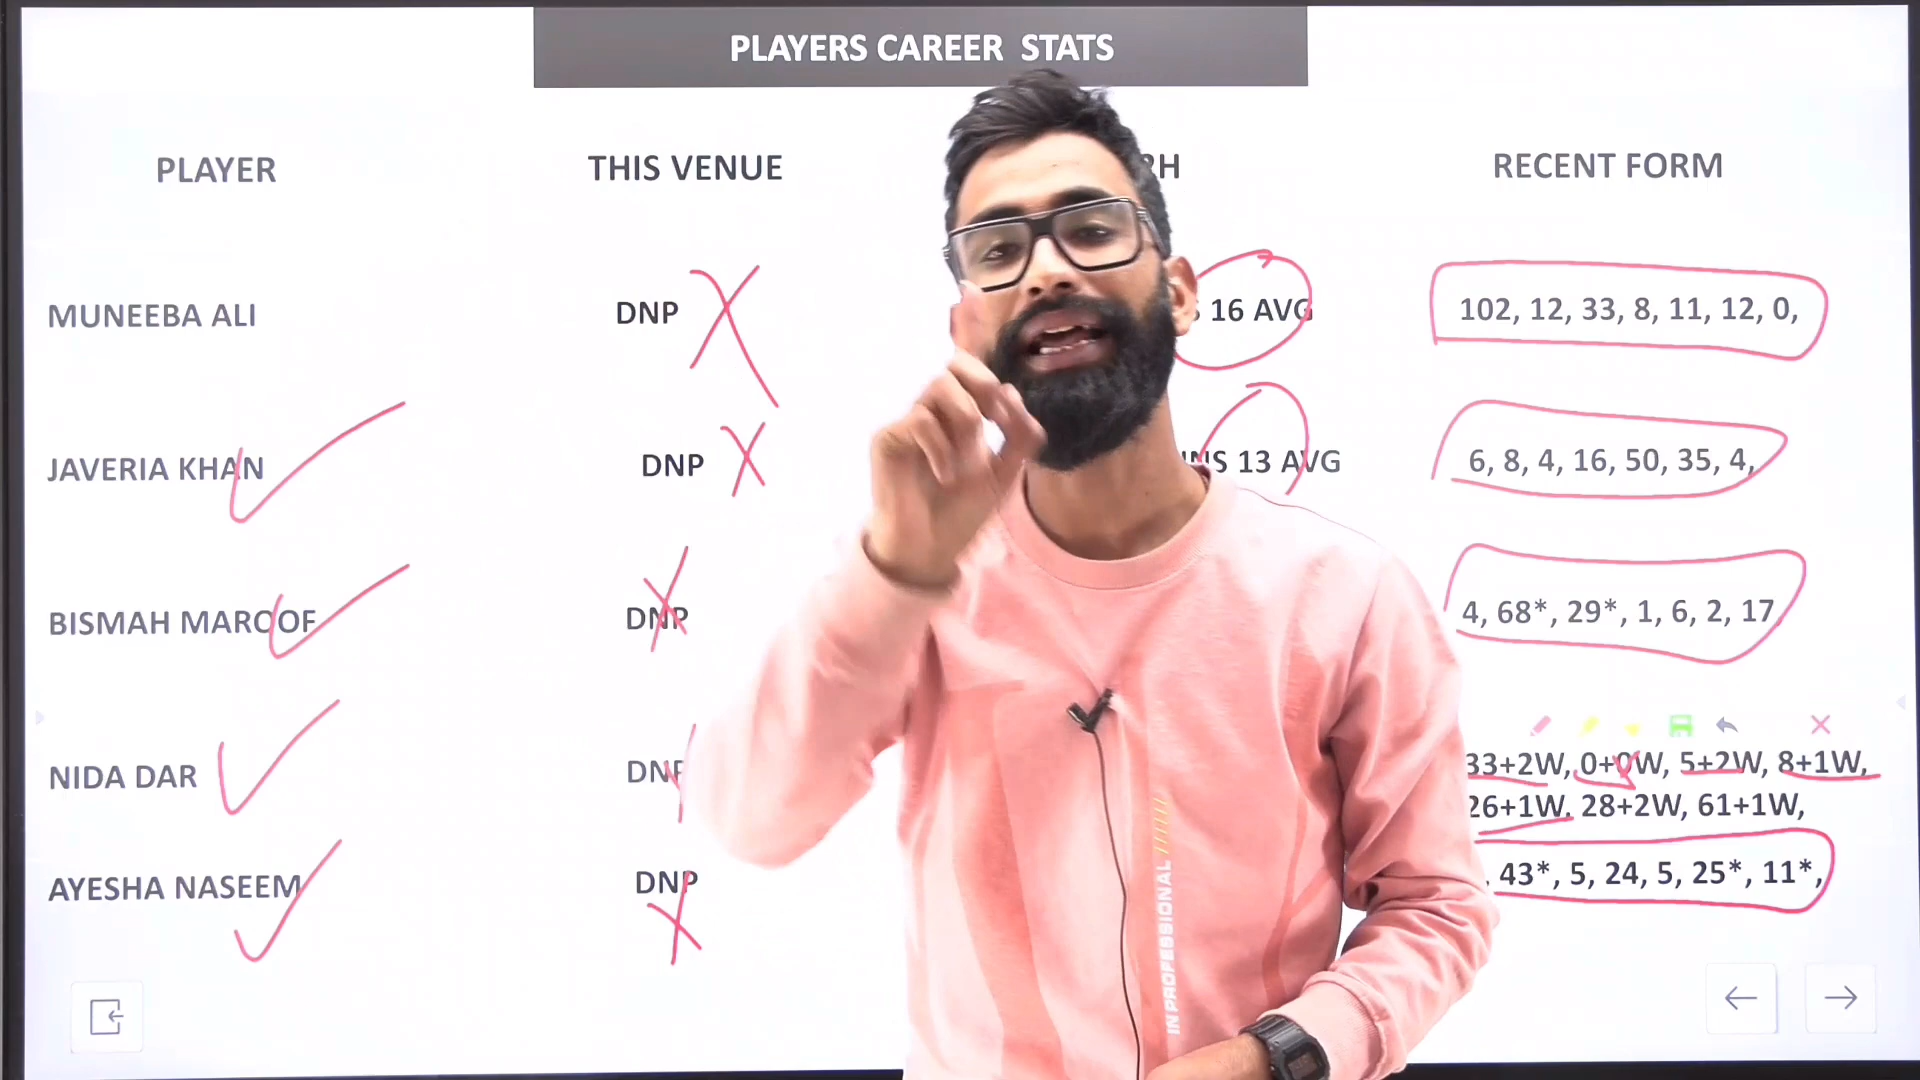 PLAYERS CAREER STATS
PLAYER THIS VENUE RECENT FORM
MUNEEBA ALI DNP 16 AVG 102, 12, 33, 8, 11, 12, 0,
JAVERIA KHAN DNP 13 AVG 6, 8, 4, 16, 50, 35, 4,
BISMAH MAROOF DNP 4, 68*, 29*, 1, 6, 2, 17
NIDA DAR DNP 33+2W, 0+0W, 5+2W, 8+1W,
26+1W, 28+2W, 61+1W,
AYESHA NASEEM DNP 43*, 5, 24, 5, 25*, 11*,
IN PROFESSIONAL